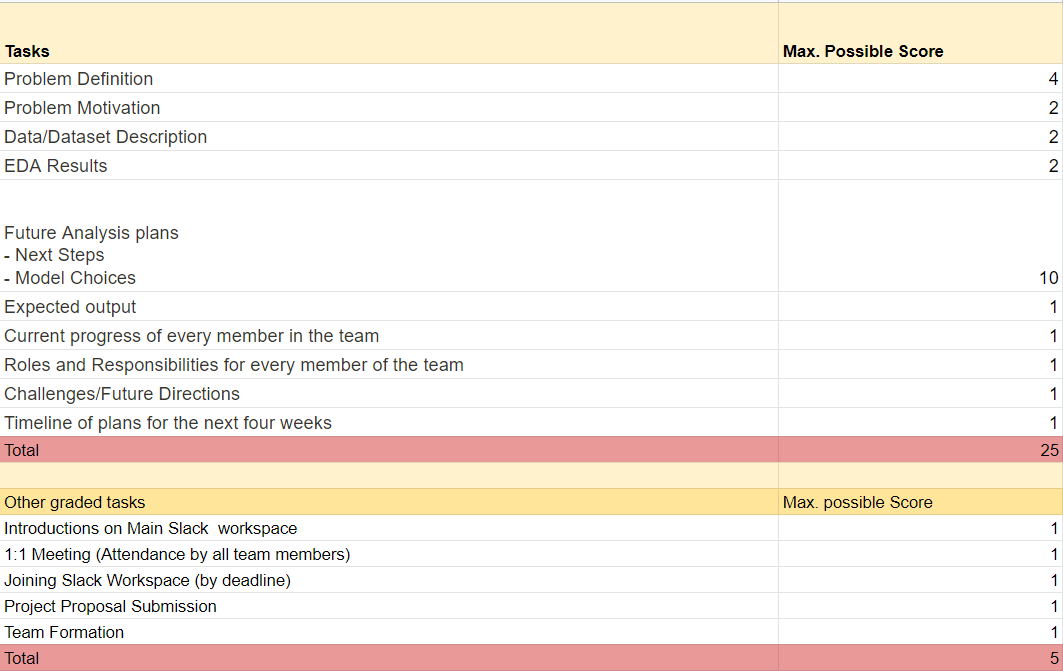 Tasks Max. Possible Score
Problem Definition 4
Problem Motivation 2
Data/Dataset Description 2
EDA Results 2
Future Analysis plans
- Next Steps
- Model Choices 10
Expected output 1
Current progress of every member in the team 1
Roles and Responsibilities for every member of the team 1
Challenges/Future Directions 1
Timeline of plans for the next four weeks 1
Total 25
Other graded tasks Max. possible Score
Introductions on Main Slack  workspace 1
1:1 Meeting (Attendance by all team members) 1
Joining Slack Workspace (by deadline) 1
Project Proposal Submission 1
Team Formation 1
Total 5